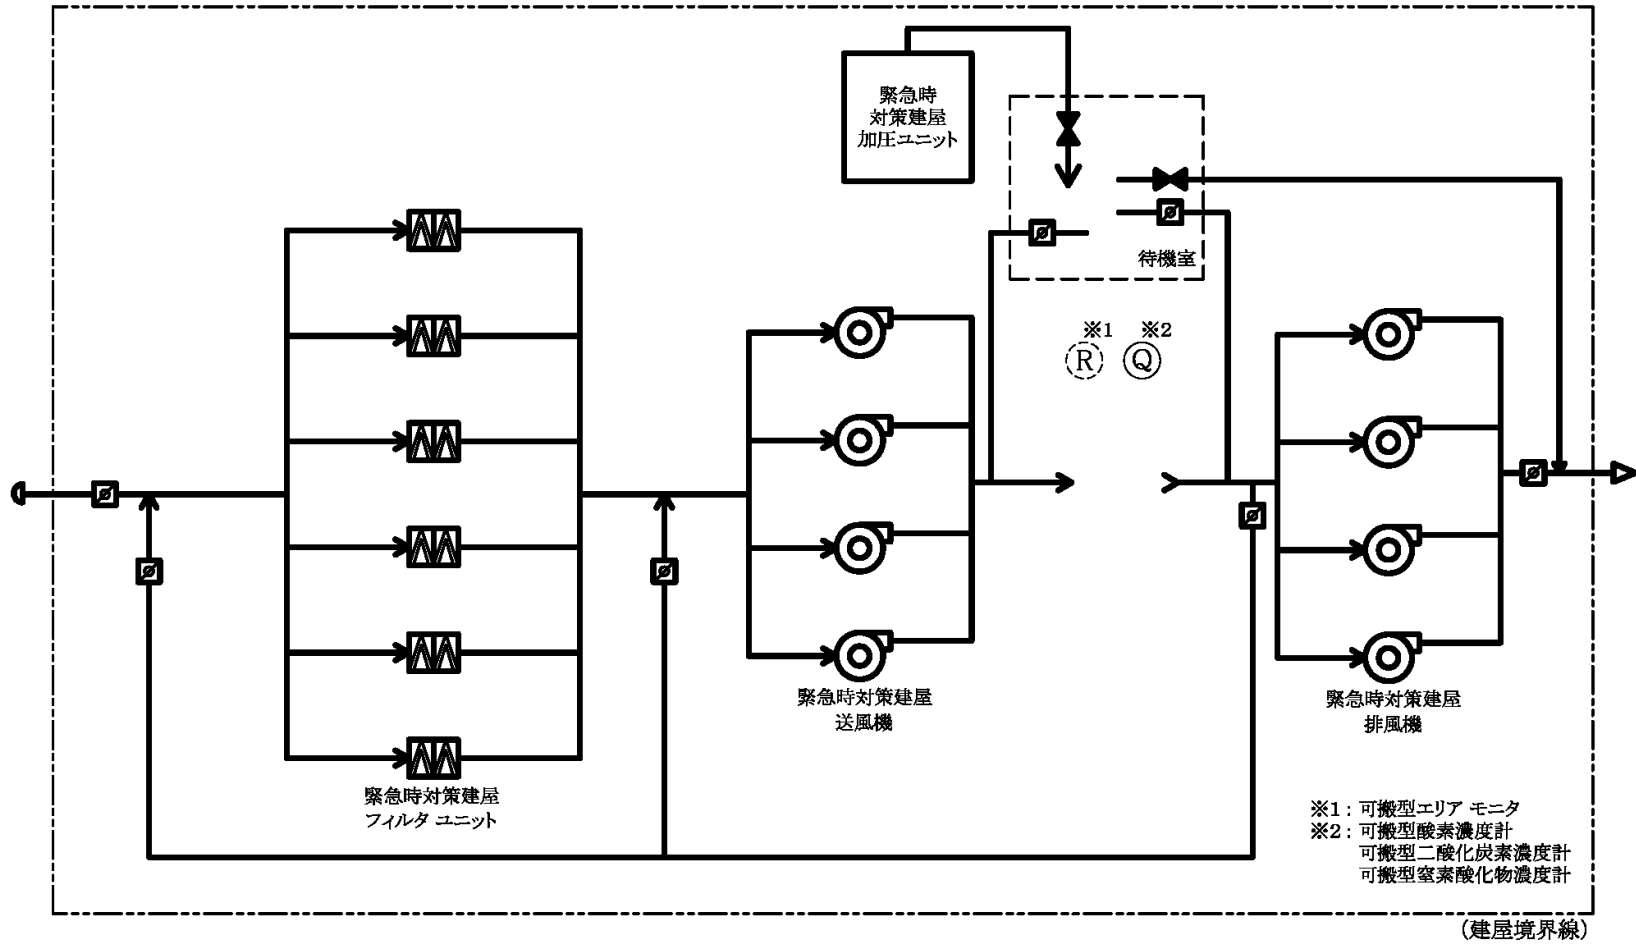 緊急時
対策建屋
加圧ユニット
待機室
※1 ※2
R Q
緊急時対策建屋
送風機
緊急時対策建屋
排風機
緊急時対策建屋
フィルタ ユニット
※1 : 可搬型エリア モニタ
※2 : 可搬型酸素濃度計
可搬型二酸化炭素濃度計
可搬型窒素酸化物濃度計
(建屋境界線)